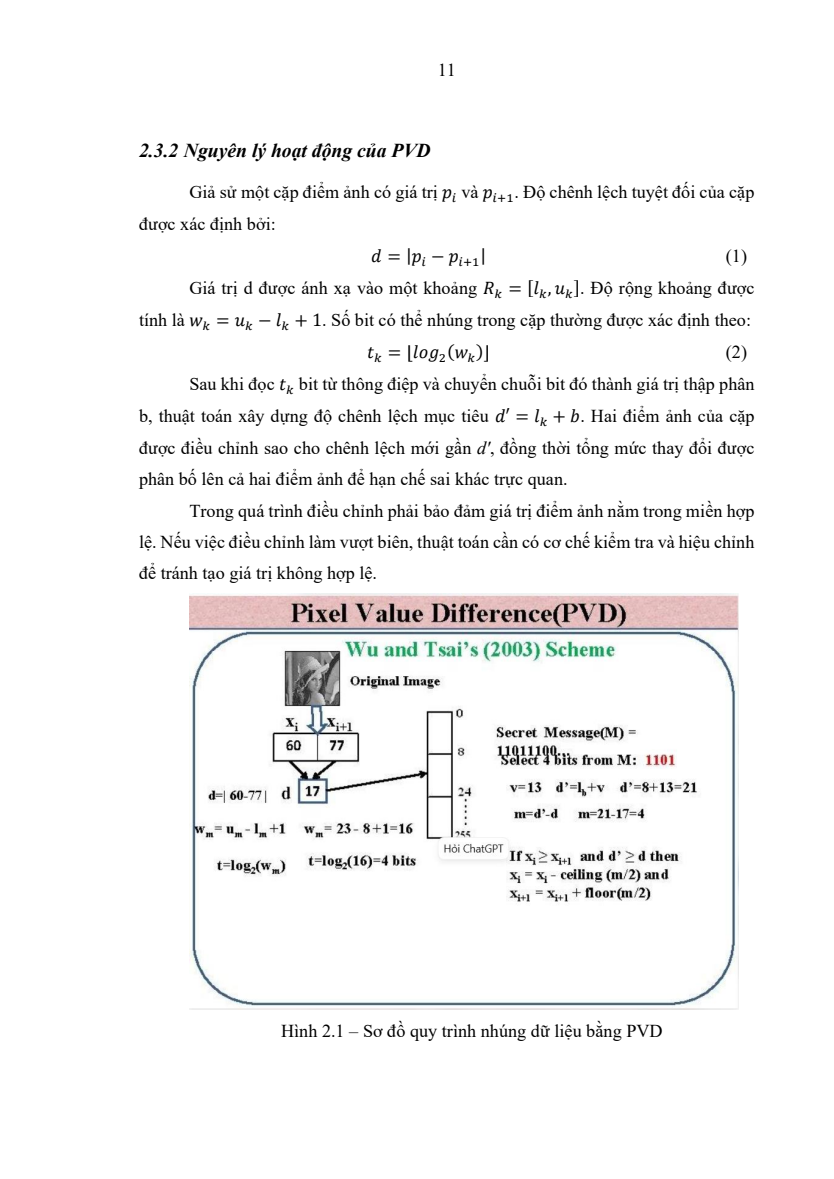 11
2.3.2 Nguyên lý hoạt động của PVD
Giả sử một cặp điểm ảnh có giá trị pᵢ và pᵢ₊₁. Độ chênh lệch tuyệt đối của cặp
được xác định bởi:
d = |pᵢ − pᵢ₊₁| (1)
Giá trị d được ánh xạ vào một khoảng Rₖ = [lₖ, uₖ]. Độ rộng khoảng được
tính là wₖ = uₖ − lₖ + 1. Số bit có thể nhúng trong cặp thường được xác định theo:
tₖ = ⌊log₂(wₖ)⌋ (2)
Sau khi đọc tₖ bit từ thông điệp và chuyển chuỗi bit đó thành giá trị thập phân
b, thuật toán xây dựng độ chênh lệch mục tiêu d′ = lₖ + b. Hai điểm ảnh của cặp
được điều chỉnh sao cho chênh lệch mới gần d′, đồng thời tổng mức thay đổi được
phân bố lên cả hai điểm ảnh để hạn chế sai khác trực quan.
Trong quá trình điều chỉnh phải bảo đảm giá trị điểm ảnh nằm trong miền hợp
lệ. Nếu việc điều chỉnh làm vượt biên, thuật toán cần có cơ chế kiểm tra và hiệu chỉnh
để tránh tạo giá trị không hợp lệ.
Pixel Value Difference(PVD)
Wu and Tsai's (2003) Scheme
Original Image
xᵢ xᵢ₊₁
60 77
d=| 60-77| d 17
wₘ= uₘ - lₘ +1 wₘ= 23 - 8+1=16
t=log₂(wₘ) t=log₂(16)=4 bits
0
8
24
255
Hỏi ChatGPT
Secret Message(M) =
11011100...
Select 4 bits from M: 1101
v=13 d'=lb+v d'=8+13=21
m=d'-d m=21-17=4
If xᵢ ≥ xᵢ₊₁ and d' ≥ d then
xᵢ = xᵢ - ceiling (m/2) and
xᵢ₊₁ = xᵢ₊₁ + floor(m/2)
Hình 2.1 – Sơ đồ quy trình nhúng dữ liệu bằng PVD